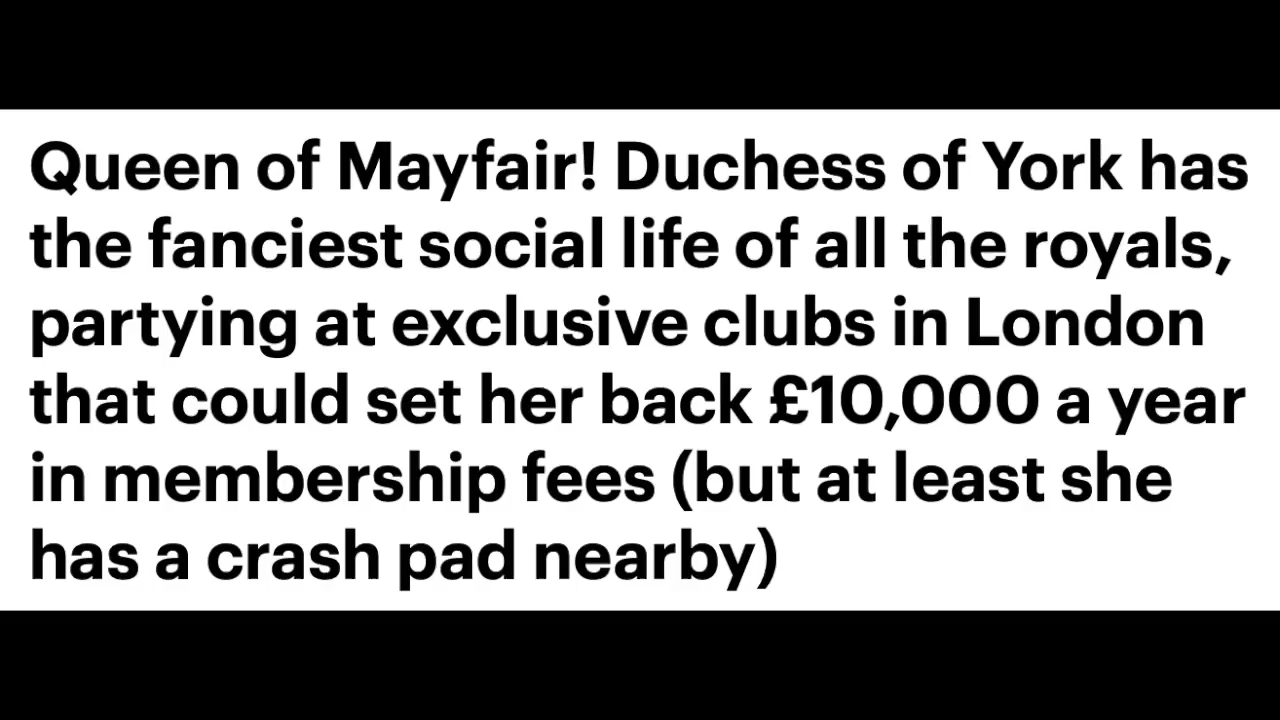 Queen of Mayfair! Duchess of York has
the fanciest social life of all the royals,
partying at exclusive clubs in London
that could set her back £10,000 a year
in membership fees (but at least she
has a crash pad nearby)